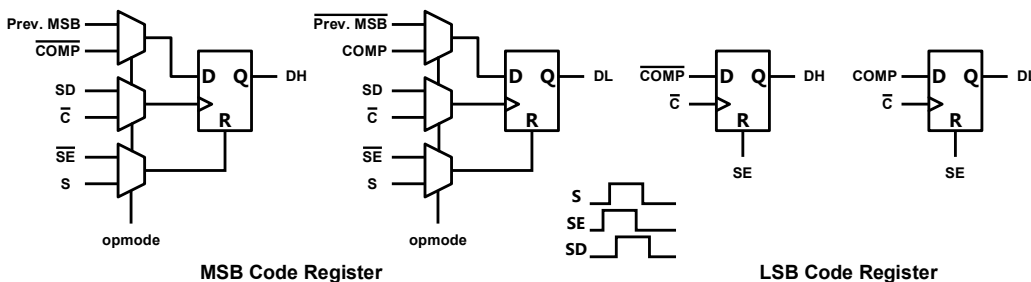 Prev. MSB
COMP
SD
C
SE
S
D Q
R
DH
opmode
Prev. MSB
COMP
SD
C
SE
S
D Q
R
DL
opmode
MSB Code Register
S
SE
SD
COMP
C
D Q
R
DH
SE
COMP
C
D Q
R
DL
SE
LSB Code Register